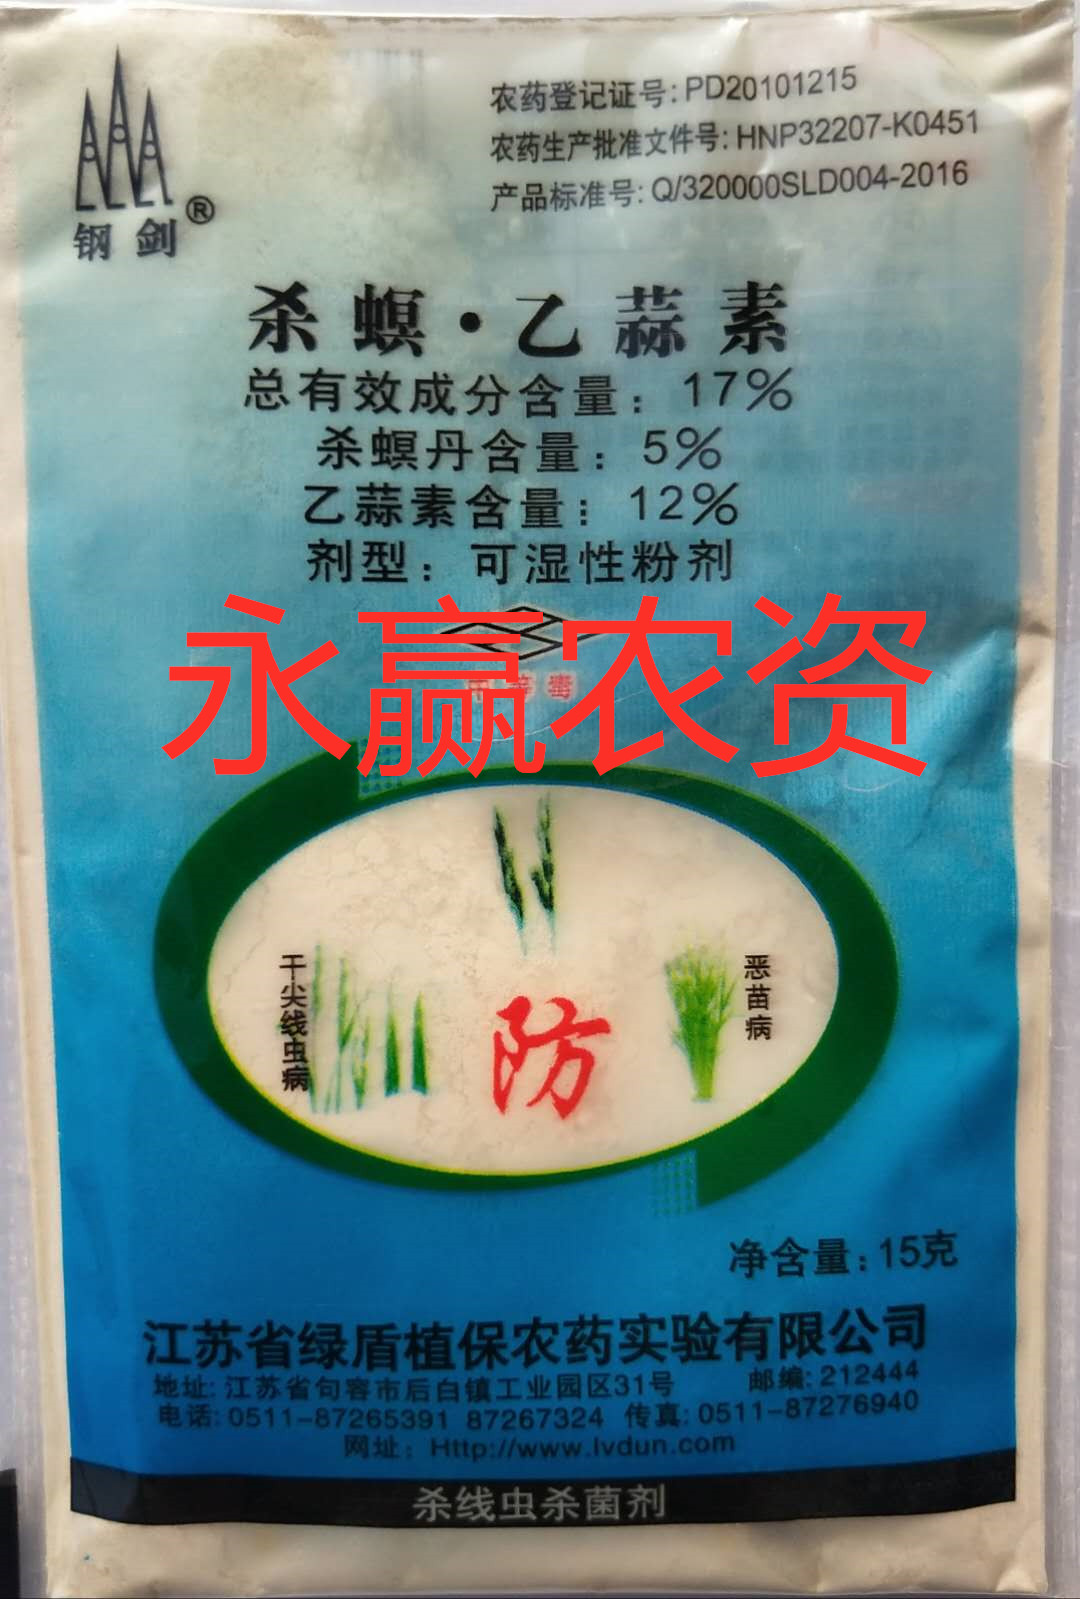 农药登记证号：PD20101215
农药生产批准文件号：HNP32207-K0451
产品标准号：Q/320000SLD004-2016
钢剑®
杀螟·乙蒜素
总有效成分含量：17%
杀螟丹含量：5%
乙蒜素含量：12%
剂型：可湿性粉剂
永赢农资
毒
干尖线虫病
防
恶苗病
净含量：15克
江苏省绿盾植保农药实验有限公司
地址：江苏省句容市后白镇工业园区31号 邮编：212444
电话：0511-87265391 87267324 传真：0511-87276940
网址：Http://www.lvdun.com
杀线虫杀菌剂